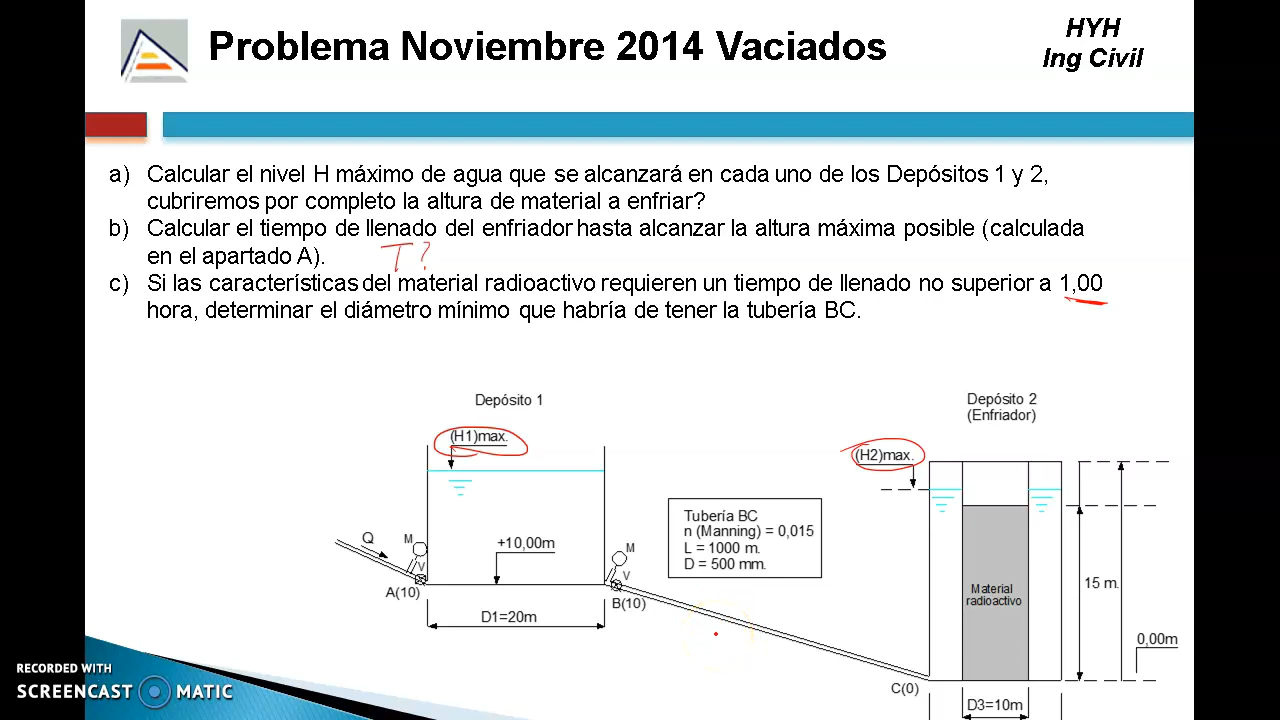 Problema Noviembre 2014 Vaciados
HYH
Ing Civil
a) Calcular el nivel H máximo de agua que se alcanzará en cada uno de los Depósitos 1 y 2,
cubriremos por completo la altura de material a enfriar?
b) Calcular el tiempo de llenado del enfriador hasta alcanzar la altura máxima posible (calculada
en el apartado A).
T?
c) Si las características del material radioactivo requieren un tiempo de llenado no superior a 1,00
hora, determinar el diámetro mínimo que habría de tener la tubería BC.
Depósito 1
Depósito 2
(Enfriador)
(H1)max.
(H2)max.
Tubería BC
n (Manning) = 0,015
L = 1000 m.
D = 500 mm.
Q
M
V
A(10)
+10,00m
M
V
B(10)
D1=20m
Material
radioactivo
15 m.
0,00m
C(0)
D3=10m
RECORDED WITH
SCREENCAST MATIC